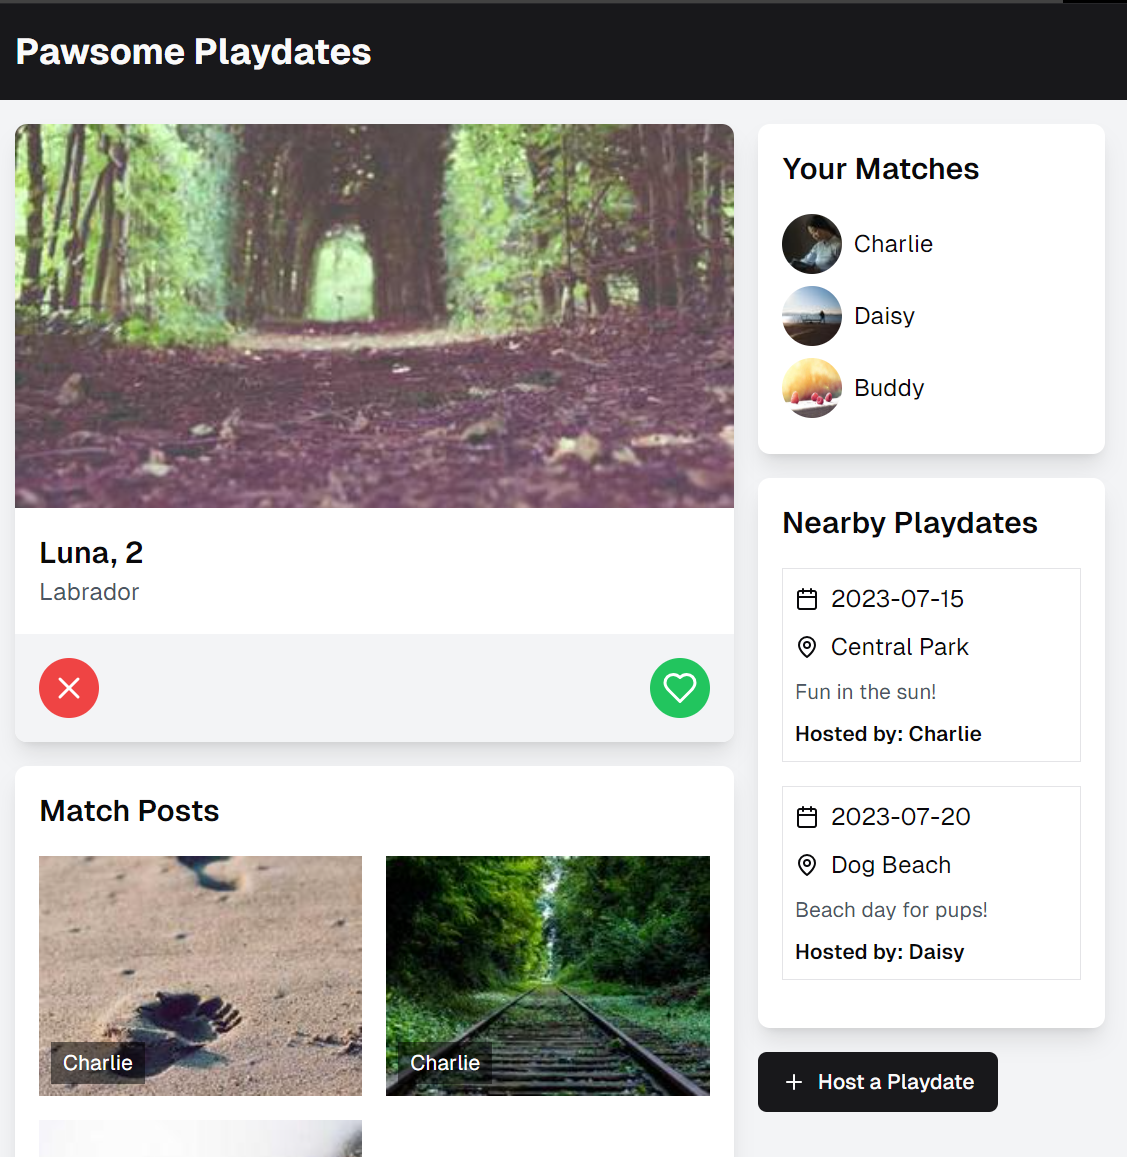 Pawsome Playdates
Luna, 2
Labrador
Match Posts
Charlie
Charlie
Your Matches
Charlie
Daisy
Buddy
Nearby Playdates
2023-07-15
Central Park
Fun in the sun!
Hosted by: Charlie
2023-07-20
Dog Beach
Beach day for pups!
Hosted by: Daisy
Host a Playdate